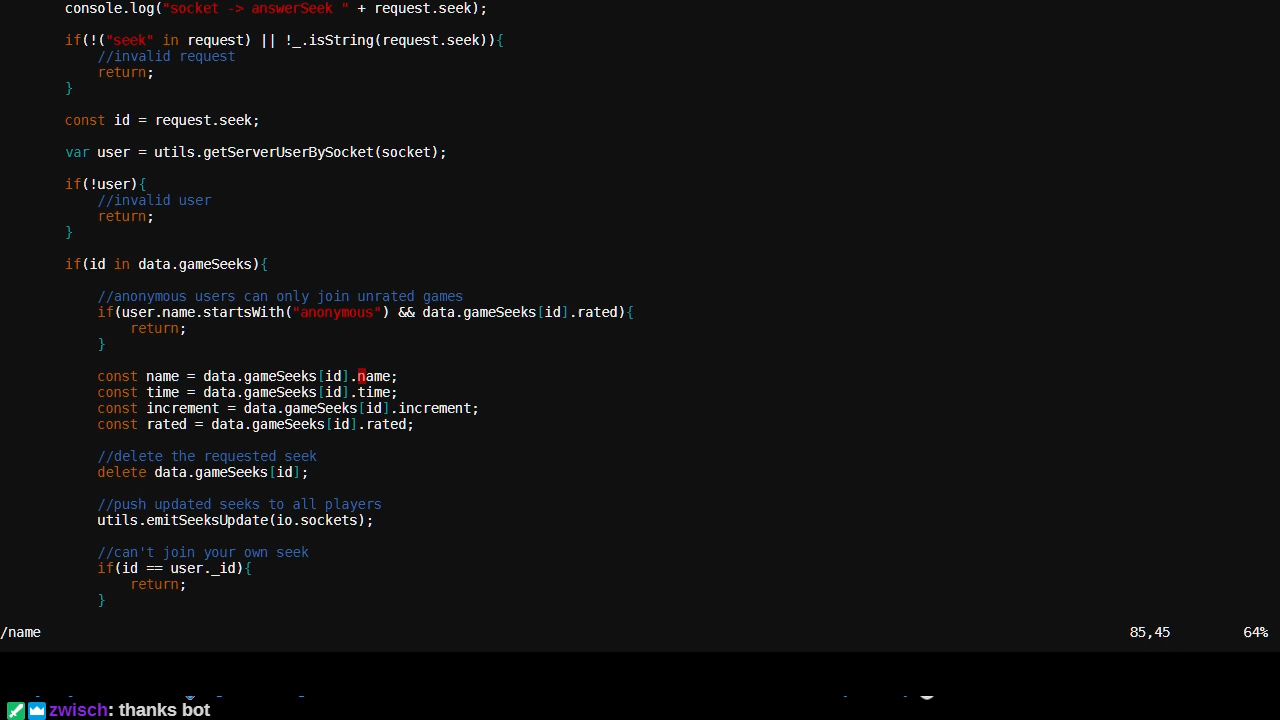 console.log("socket -> answerSeek " + request.seek);
if(!("seek" in request) || !_.isString(request.seek)){
//invalid request
return;
}
const id = request.seek;
var user = utils.getServerUserBySocket(socket);
if(!user){
//invalid user
return;
}
if(id in data.gameSeeks){
//anonymous users can only join unrated games
if(user.name.startsWith("anonymous") && data.gameSeeks[id].rated){
return;
}
const name = data.gameSeeks[id].name;
const time = data.gameSeeks[id].time;
const increment = data.gameSeeks[id].increment;
const rated = data.gameSeeks[id].rated;
//delete the requested seek
delete data.gameSeeks[id];
//push updated seeks to all players
utils.emitSeeksUpdate(io.sockets);
//can't join your own seek
if(id == user._id){
return;
}
/name 85,45 64%
zwisch: thanks bot